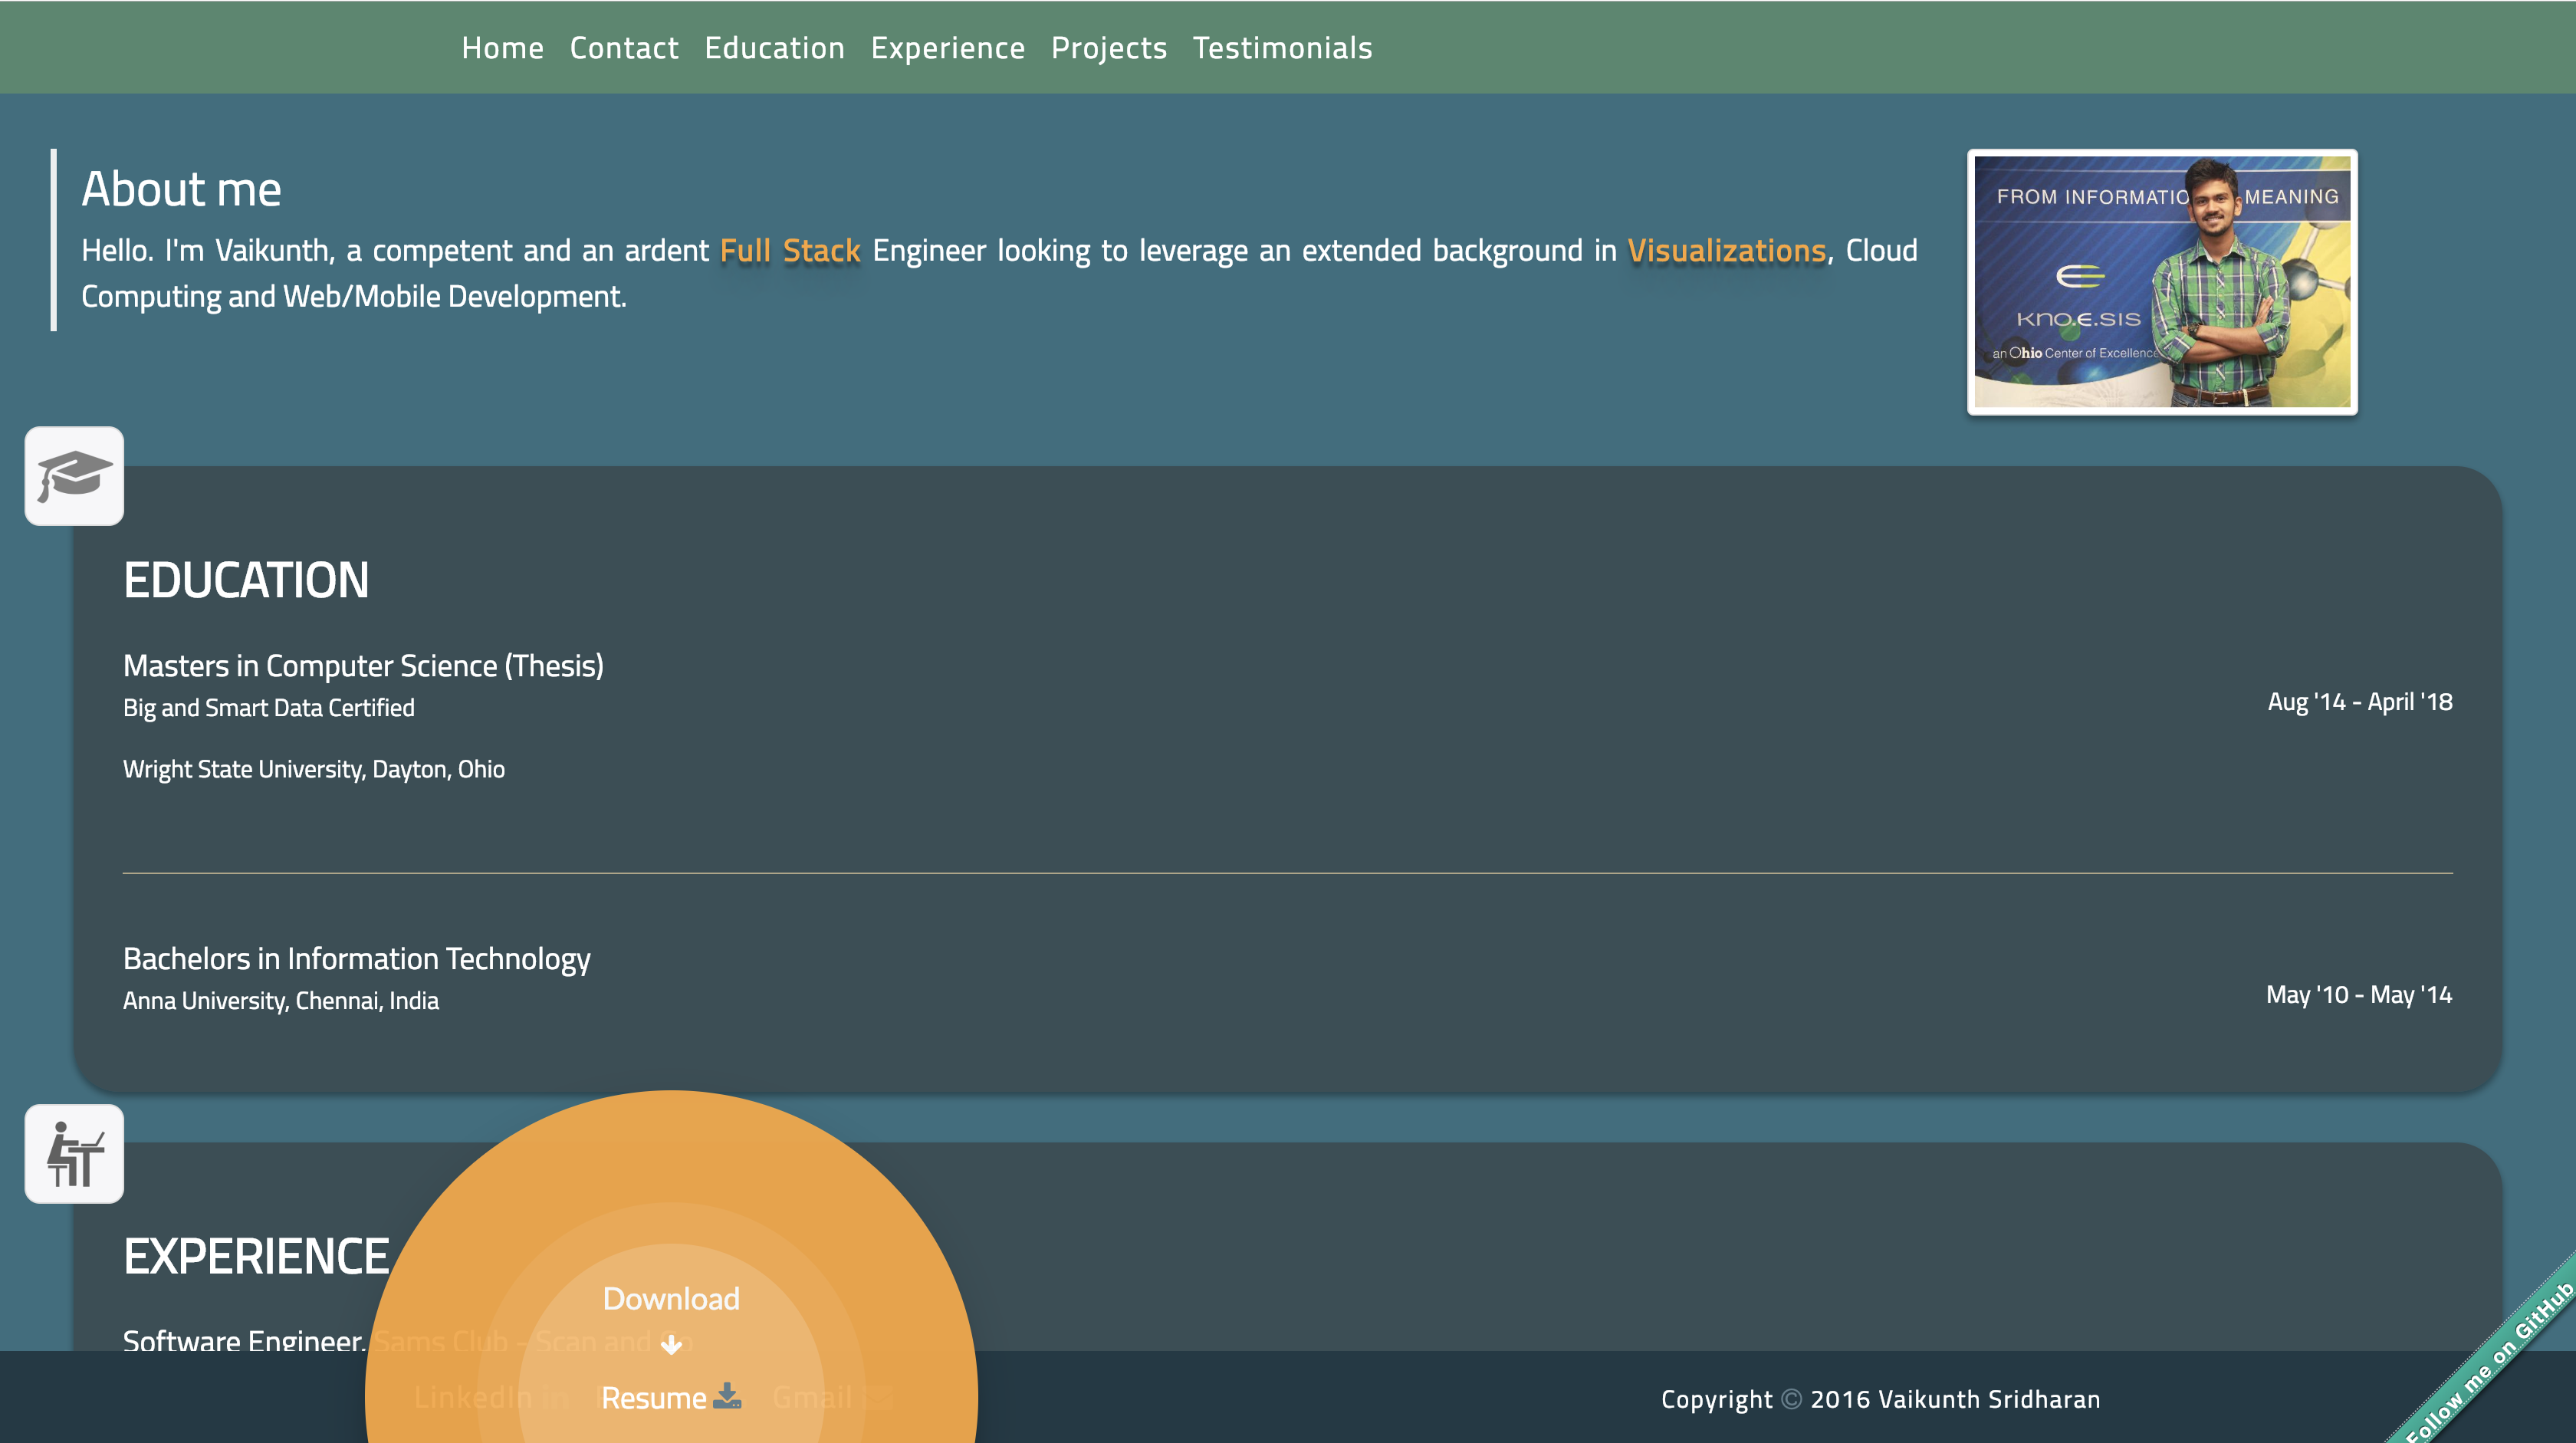 Home Contact Education Experience Projects Testimonials
About me
Hello. I'm Vaikunth, a competent and an ardent Full Stack Engineer looking to leverage an extended background in Visualizations, Cloud
Computing and Web/Mobile Development.
FROM INFORMATIO MEANING
kno.e.sis
an Ohio Center of Excellence
EDUCATION
Masters in Computer Science (Thesis)
Big and Smart Data Certified
Aug '14 - April '18
Wright State University, Dayton, Ohio
Bachelors in Information Technology
Anna University, Chennai, India
May '10 - May '14
EXPERIENCE
Download
Software Engineer, Sams Club - Scan and Go
LinkedIn in
Resume
Gmail
Copyright © 2016 Vaikunth Sridharan
Follow me on GitHub